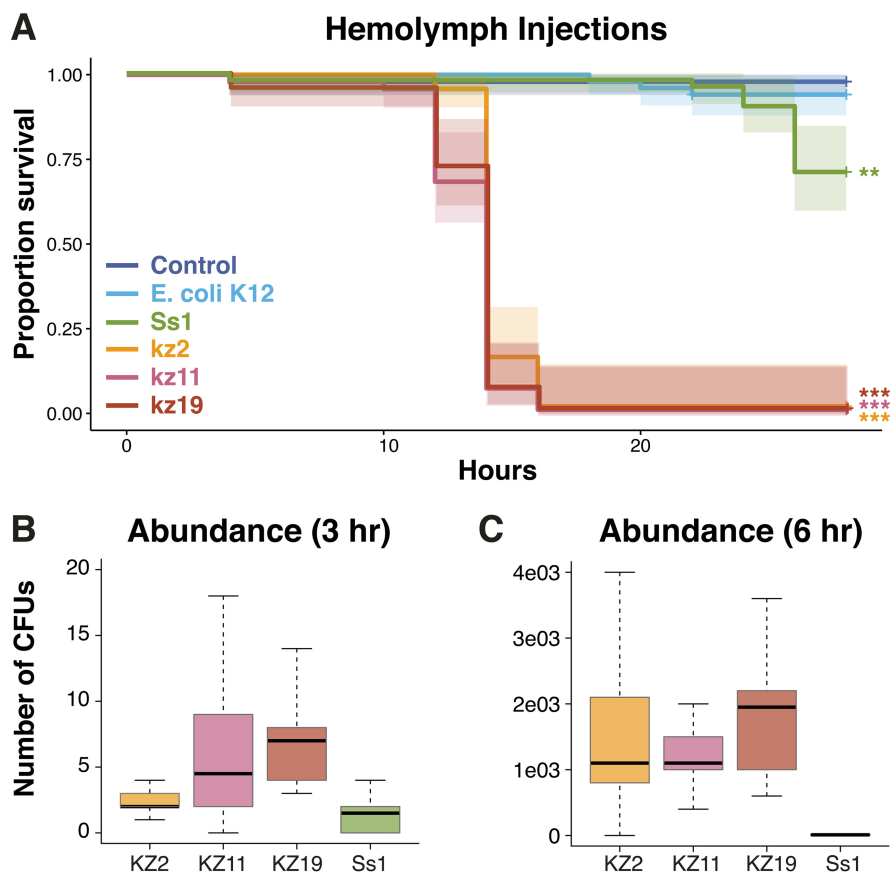 A
Hemolymph Injections
Proportion survival
1.00
0.75
0.50
0.25
0.00
Control
E. coli K12
Ss1
kz2
kz11
kz19
**
***
***
***
0
10
20
Hours
B
Abundance (3 hr)
Number of CFUs
20
15
10
5
0
KZ2
KZ11
KZ19
Ss1
C
Abundance (6 hr)
4e03
3e03
2e03
1e03
0
KZ2
KZ11
KZ19
Ss1